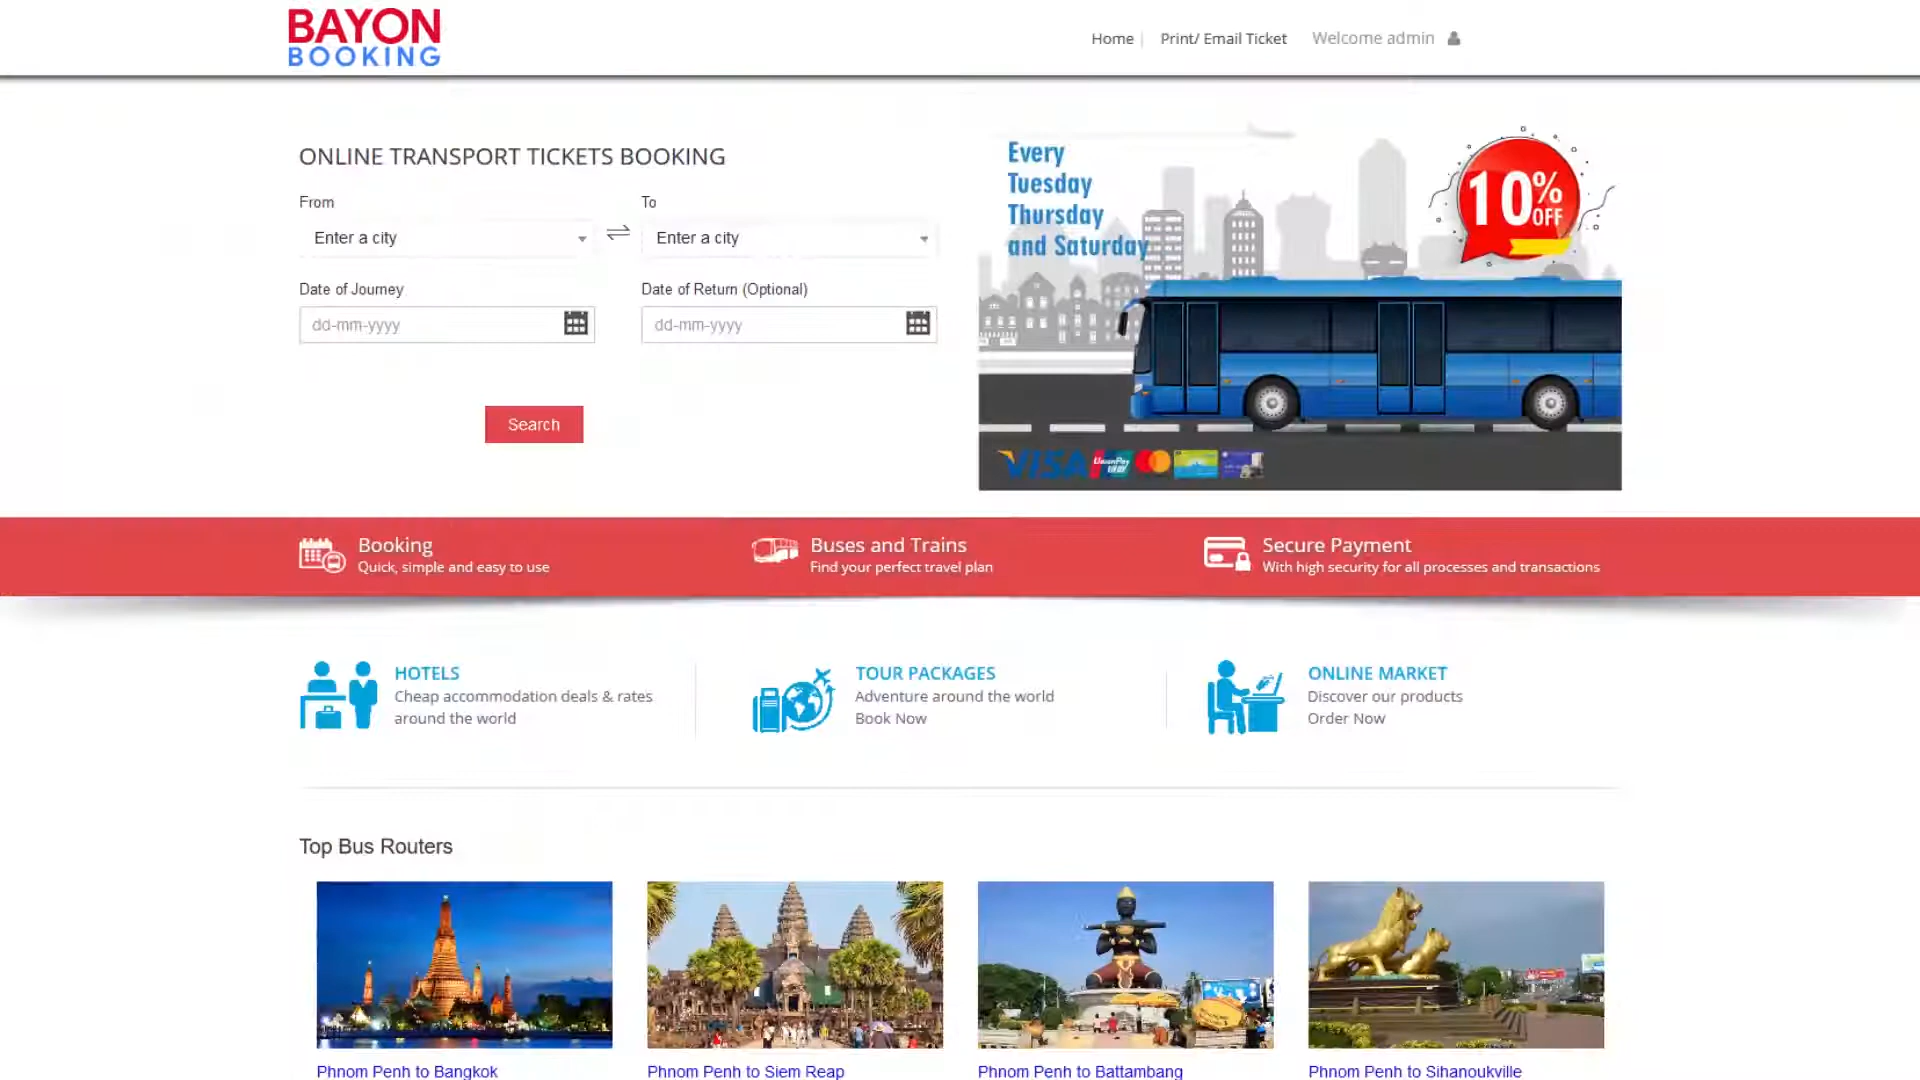 BAYON
BOOKING
Home
Print/ Email Ticket
Welcome admin
ONLINE TRANSPORT TICKETS BOOKING
From
To
Enter a city
Enter a city
Date of Journey
Date of Return (Optional)
dd-mm-yyyy
dd-mm-yyyy
Search
Every
Tuesday
Thursday
and Saturday
10%
OFF
VISA
UnionPay
Booking
Quick, simple and easy to use
Buses and Trains
Find your perfect travel plan
Secure Payment
With high security for all processes and transactions
HOTELS
Cheap accommodation deals & rates
around the world
TOUR PACKAGES
Adventure around the world
Book Now
ONLINE MARKET
Discover our products
Order Now
Top Bus Routers
Phnom Penh to Bangkok
Phnom Penh to Siem Reap
Phnom Penh to Battambang
Phnom Penh to Sihanoukville